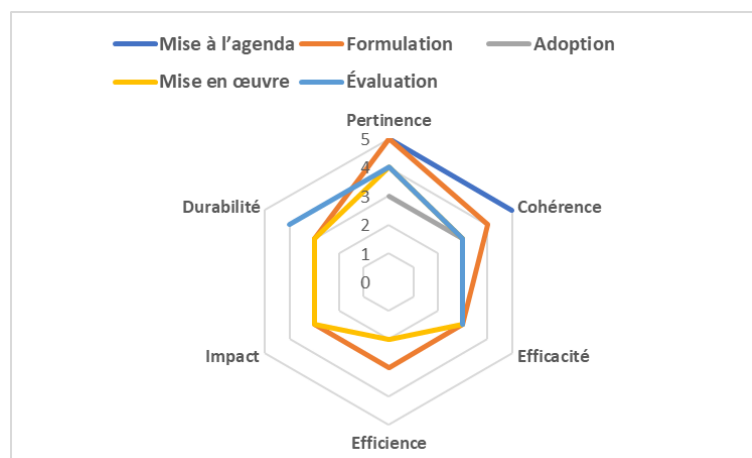 Mise à l’agenda Formulation Adoption
Mise en œuvre Évaluation
Pertinence
5
4
Durabilité
3
Cohérence
2
1
0
Impact
Efficacité
Efficience